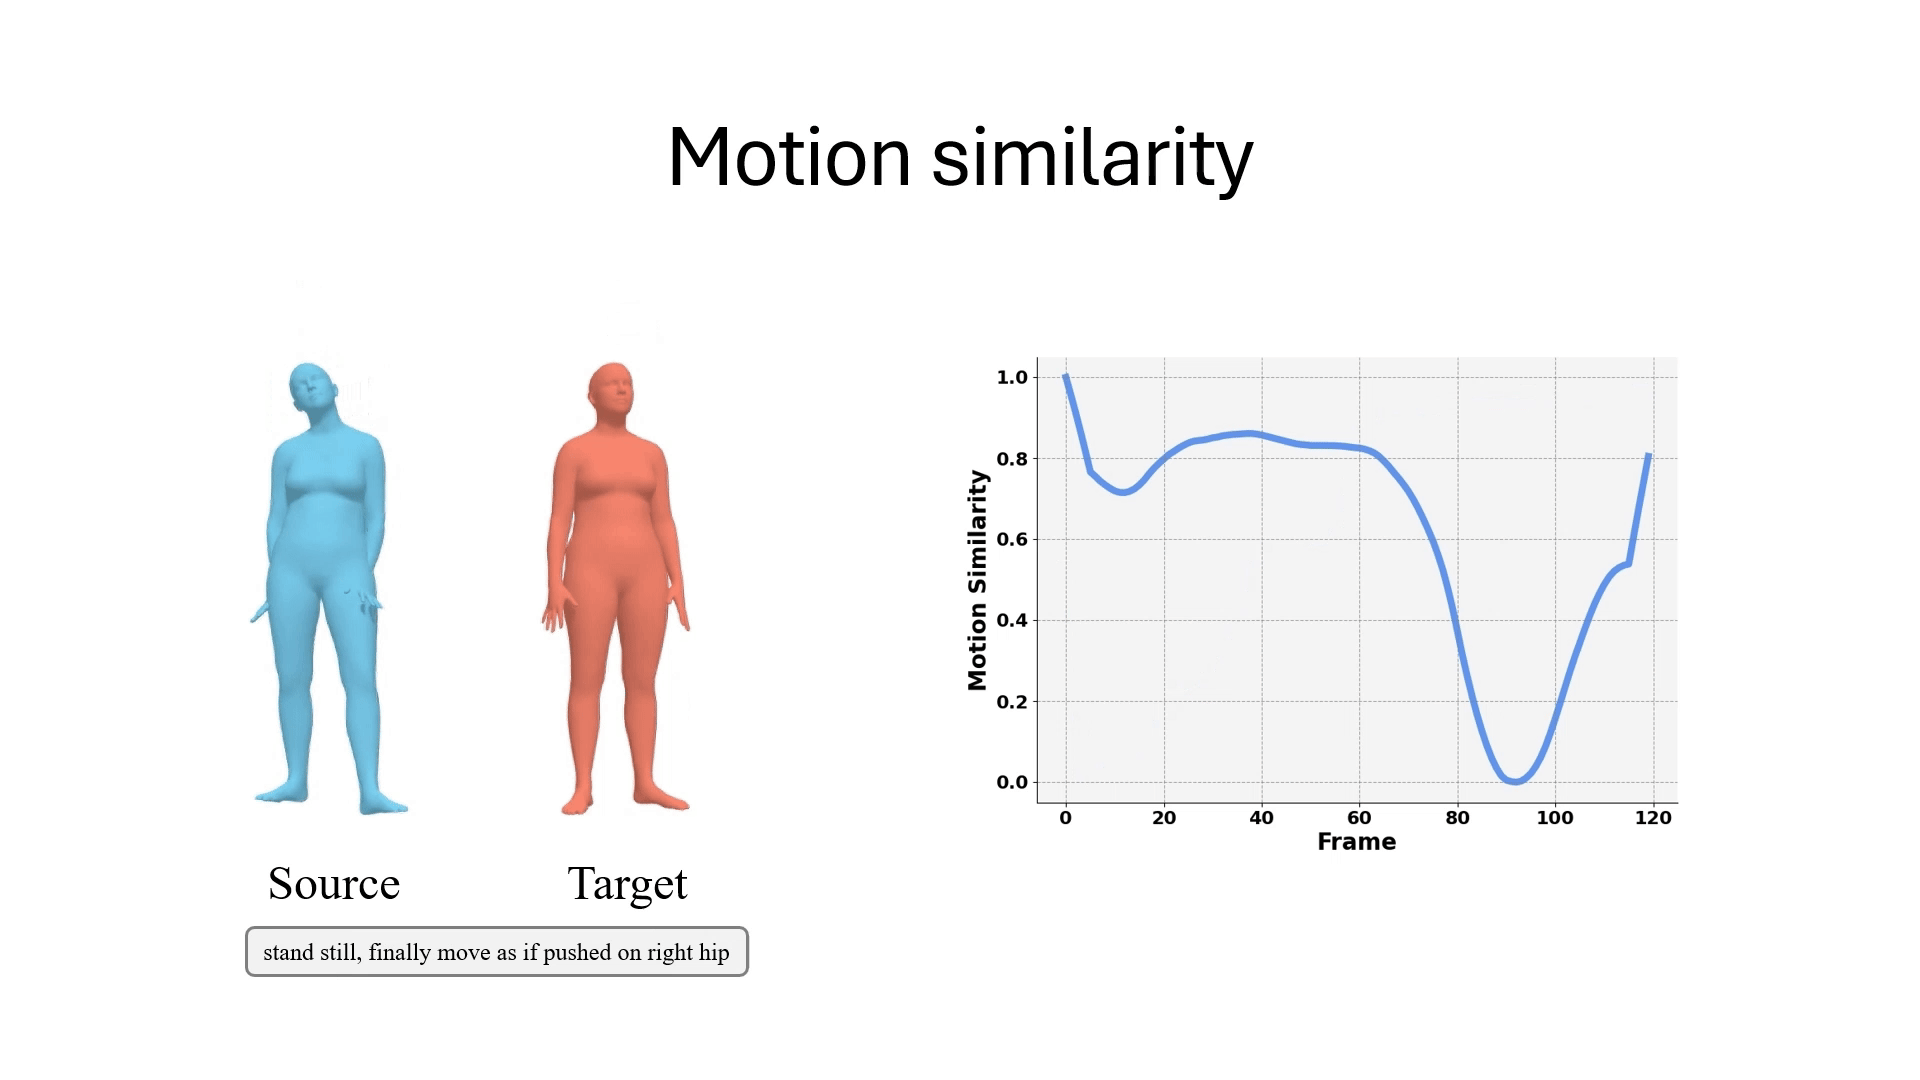 Motion similarity
Source
Target
stand still, finally move as if pushed on right hip
Motion Similarity
1.0
0.8
0.6
0.4
0.2
0.0
0 20 40 60 80 100 120
Frame